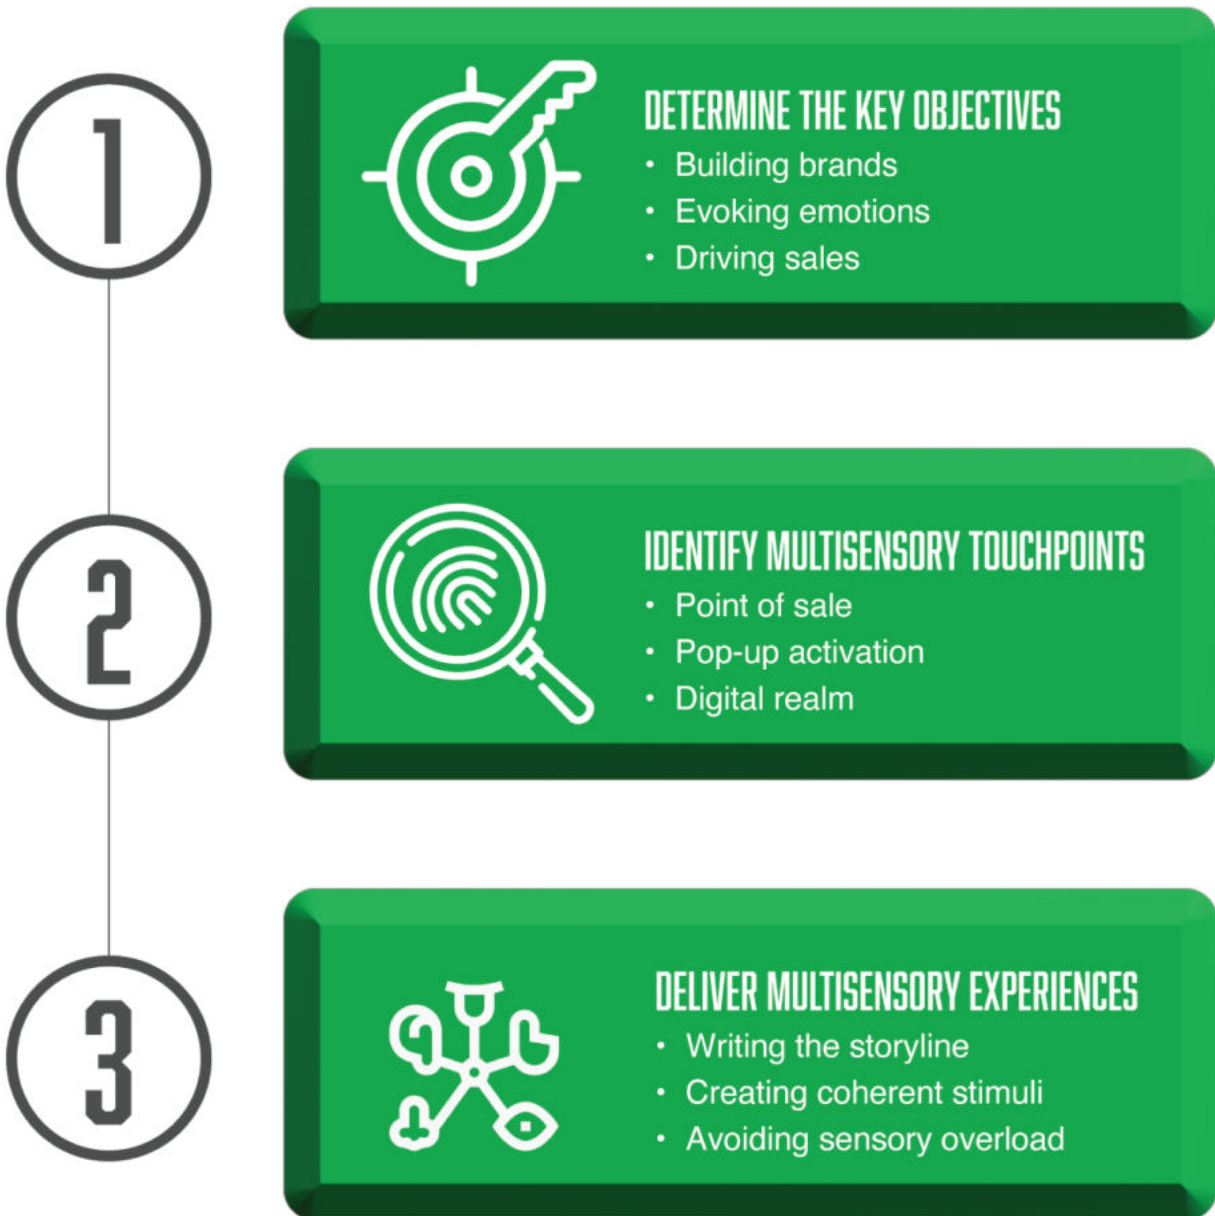 1
DETERMINE THE KEY OBJECTIVES
• Building brands
• Evoking emotions
• Driving sales
2
IDENTIFY MULTISENSORY TOUCHPOINTS
• Point of sale
• Pop-up activation
• Digital realm
3
DELIVER MULTISENSORY EXPERIENCES
• Writing the storyline
• Creating coherent stimuli
• Avoiding sensory overload